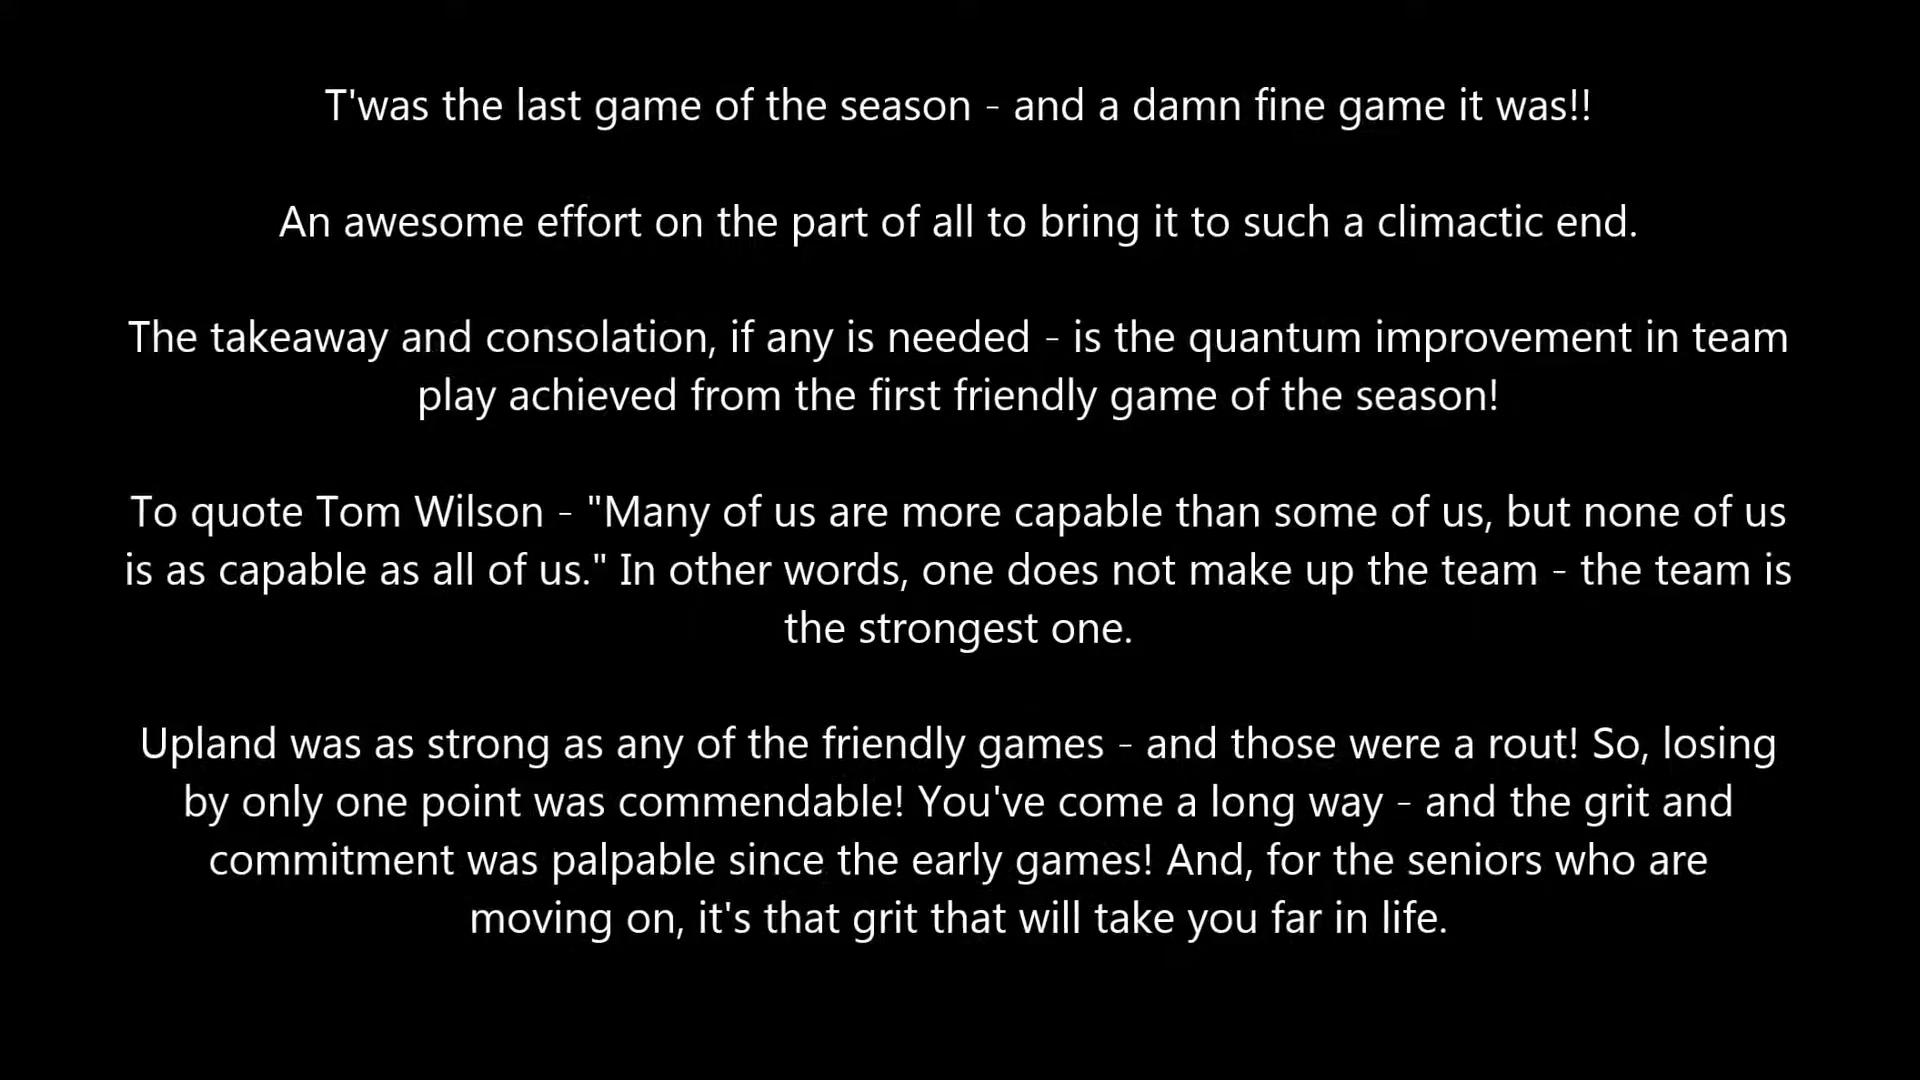 T'was the last game of the season - and a damn fine game it was!!
An awesome effort on the part of all to bring it to such a climactic end.
The takeaway and consolation, if any is needed - is the quantum improvement in team
play achieved from the first friendly game of the season!
To quote Tom Wilson - "Many of us are more capable than some of us, but none of us
is as capable as all of us." In other words, one does not make up the team - the team is
the strongest one.
Upland was as strong as any of the friendly games - and those were a rout! So, losing
by only one point was commendable! You've come a long way - and the grit and
commitment was palpable since the early games! And, for the seniors who are
moving on, it's that grit that will take you far in life.